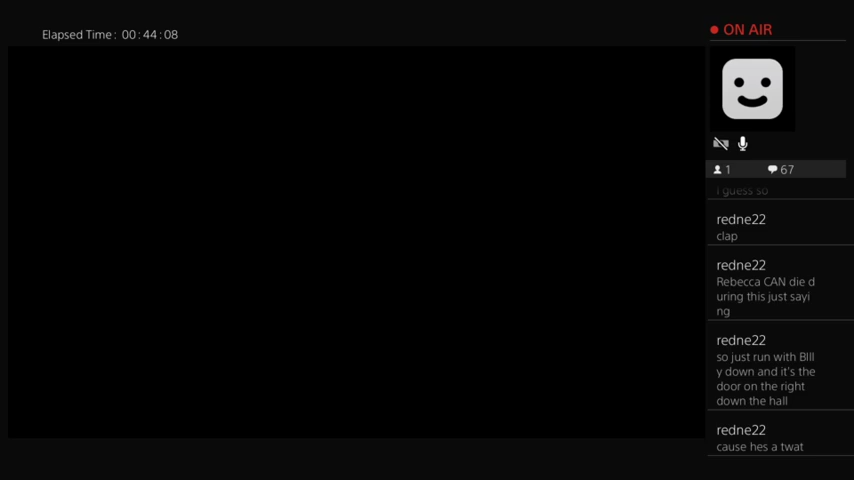 Elapsed Time: 00:44:08
ON AIR
1 67
I guess so
redne22
clap
redne22
Rebecca CAN die d
uring this just sayi
ng
redne22
so just run with BIll
y down and it's the
door on the right
down the hall
redne22
cause hes a twat